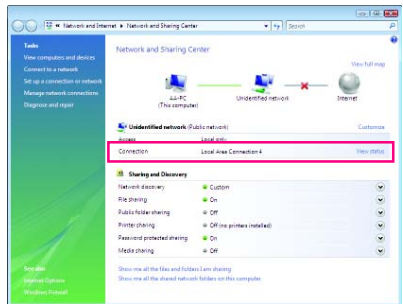 « Network and Internet ▸ Network and Sharing Center
Search
Tasks
View computers and devices
Connect to a network
Set up a connection or network
Manage network connections
Diagnose and repair
Network and Sharing Center
View full map
AA-PC
(This computer)
Unidentified network
Internet
Unidentified network (Public network)
Customize
Access
Local only
Connection
Local Area Connection 4
View status
Sharing and Discovery
Network discovery
Custom
File sharing
On
Public folder sharing
Off
Printer sharing
Off (no printers installed)
Password protected sharing
On
Media sharing
Off
Show me all the files and folders I am sharing
Show me all the shared network folders on this computer
See also
Internet Options
Windows Firewall